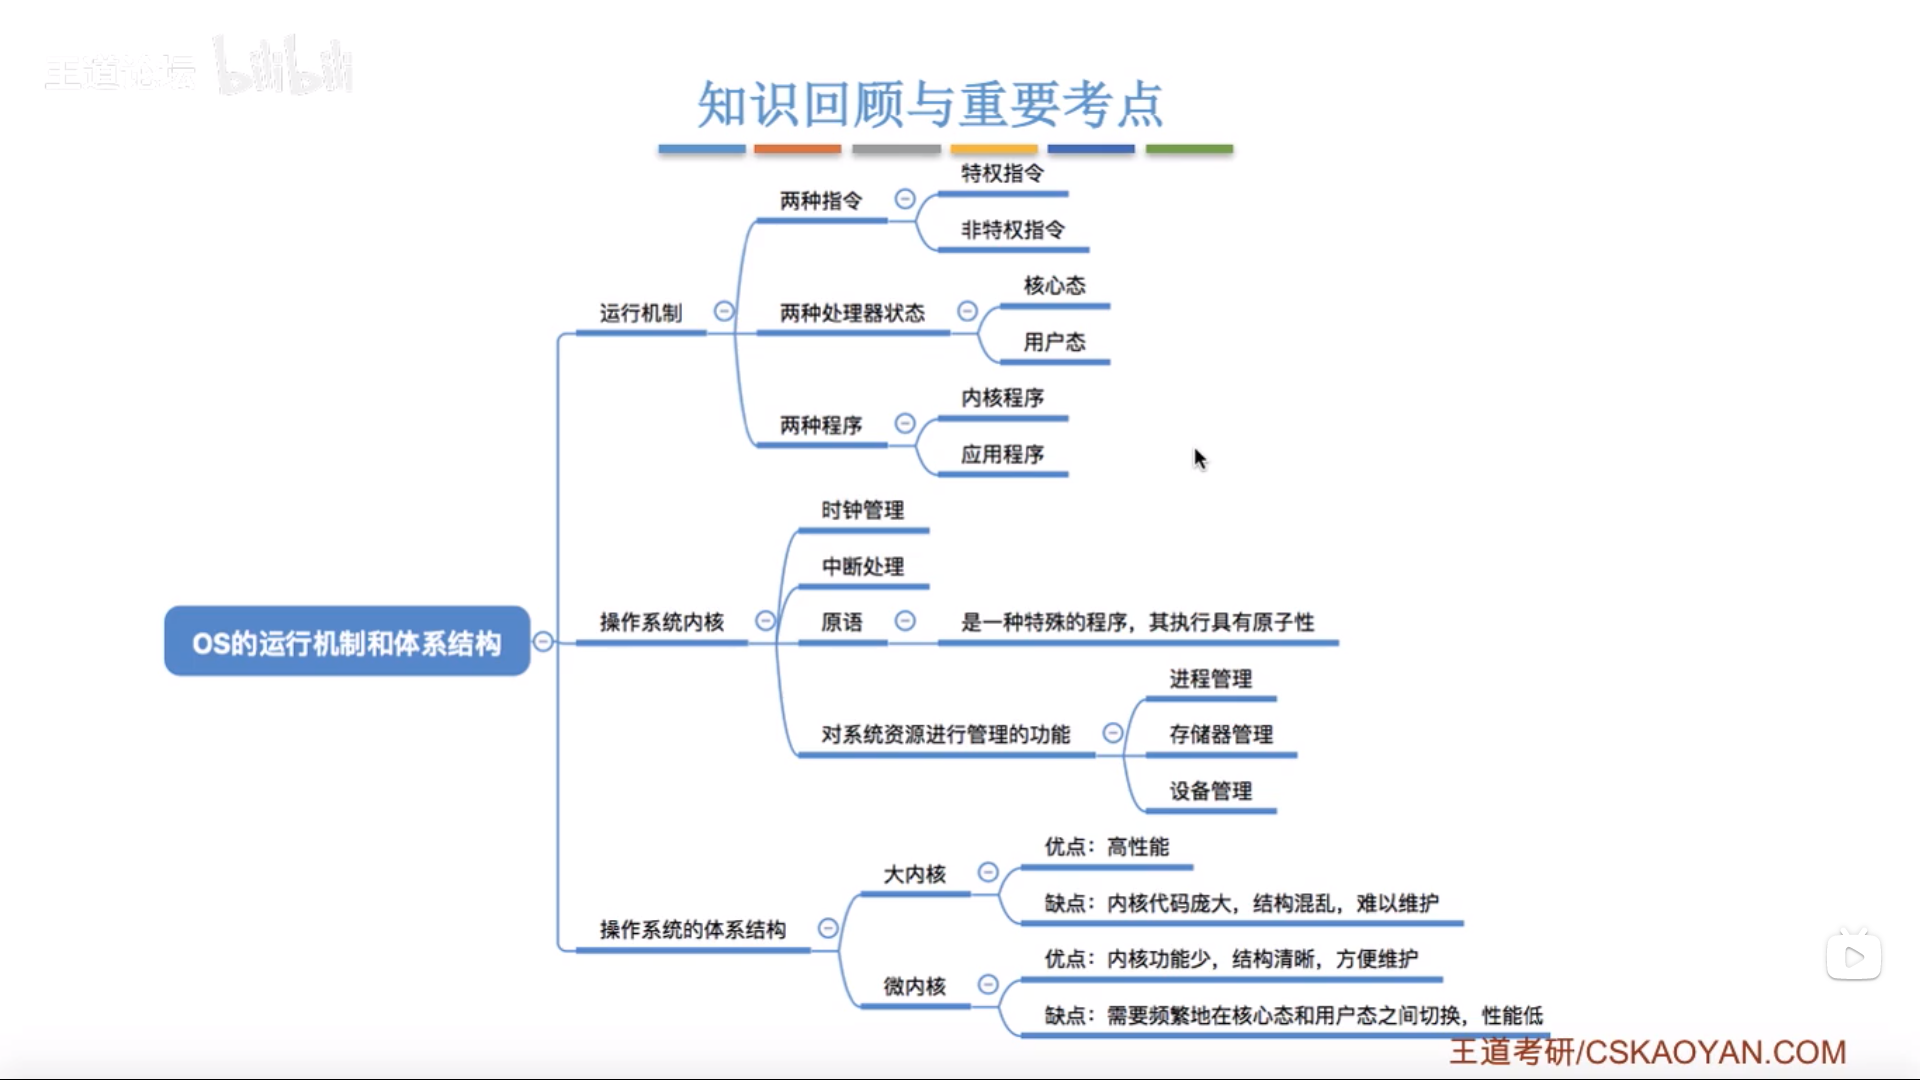 王道论坛 bilibili
知识回顾与重要考点
OS的运行机制和体系结构
运行机制
两种指令
特权指令
非特权指令
两种处理器状态
核心态
用户态
两种程序
内核程序
应用程序
操作系统内核
时钟管理
中断处理
原语
是一种特殊的程序，其执行具有原子性
对系统资源进行管理的功能
进程管理
存储器管理
设备管理
操作系统的体系结构
大内核
优点：高性能
缺点：内核代码庞大，结构混乱，难以维护
微内核
优点：内核功能少，结构清晰，方便维护
缺点：需要频繁地在核心态和用户态之间切换，性能低
王道考研/CSKAOYAN.COM